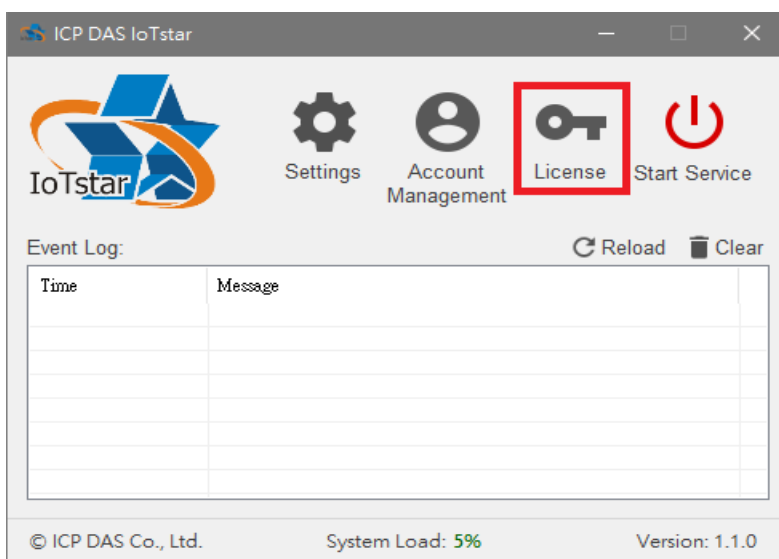 ICP DAS IoTstar
IoTstar
Settings
Account
Management
License
Start Service
Event Log:
Reload
Clear
Time
Message
© ICP DAS Co., Ltd.
System Load: 5%
Version: 1.1.0